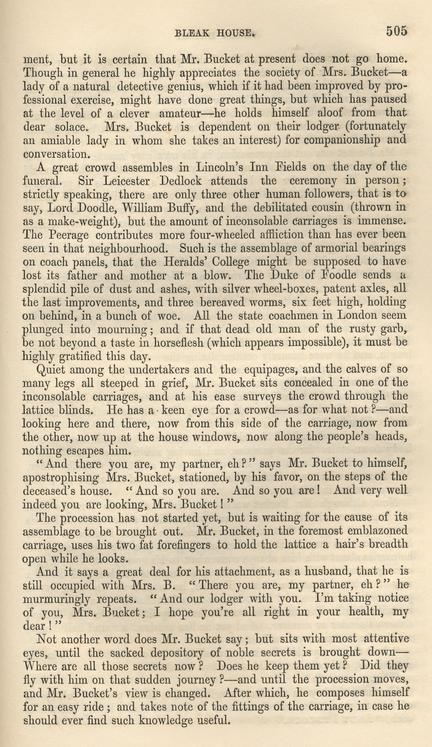 BLEAK HOUSE. 505
ment, but it is certain that Mr. Bucket at present does not go home.
Though in general he highly appreciates the society of Mrs. Bucket—a
lady of a natural detective genius, which if it had been improved by pro-
fessional exercise, might have done great things, but which has paused
at the level of a clever amateur—he holds himself aloof from that
dear solace. Mrs. Bucket is dependent on their lodger (fortunately
an amiable lady in whom she takes an interest) for companionship and
conversation.
A great crowd assembles in Lincoln's Inn Fields on the day of the
funeral. Sir Leicester Dedlock attends the ceremony in person;
strictly speaking, there are only three other human followers, that is to
say, Lord Doodle, William Buffy, and the debilitated cousin (thrown in
as a make-weight), but the amount of inconsolable carriages is immense.
The Peerage contributes more four-wheeled affliction than has ever been
seen in that neighbourhood. Such is the assemblage of armorial bearings
on coach panels, that the Heralds' College might be supposed to have
lost its father and mother at a blow. The Duke of Foodle sends a
splendid pile of dust and ashes, with silver wheel-boxes, patent axles, all
the last improvements, and three bereaved worms, six feet high, holding
on behind, in a bunch of woe. All the state coachmen in London seem
plunged into mourning; and if that dead old man of the rusty garb,
be not beyond a taste in horseflesh (which appears impossible), it must be
highly gratified this day.
Quiet among the undertakers and the equipages, and the calves of so
many legs all steeped in grief, Mr. Bucket sits concealed in one of the
inconsolable carriages, and at his ease surveys the crowd through the
lattice blinds. He has a keen eye for a crowd—as for what not?—and
looking here and there, now from this side of the carriage, now from
the other, now up at the house windows, now along the people's heads,
nothing escapes him.
"And there you are, my partner, eh?" says Mr. Bucket to himself,
apostrophising Mrs. Bucket, stationed, by his favor, on the steps of the
deceased's house. "And so you are. And so you are! And very well
indeed you are looking, Mrs. Bucket!"
The procession has not started yet, but is waiting for the cause of its
assemblage to be brought out. Mr. Bucket, in the foremost emblazoned
carriage, uses his two fat forefingers to hold the lattice a hair's breadth
open while he looks.
And it says a great deal for his attachment, as a husband, that he is
still occupied with Mrs. B. "There you are, my partner, eh?" he
murmuringly repeats. "And our lodger with you. I'm taking notice
of you, Mrs. Bucket; I hope you're all right in your health, my
dear!"
Not another word does Mr. Bucket say; but sits with most attentive
eyes, until the sacked depository of noble secrets is brought down—
Where are all those secrets now? Does he keep them yet? Did they
fly with him on that sudden journey?—and until the procession moves,
and Mr. Bucket's view is changed. After which, he composes himself
for an easy ride; and takes note of the fittings of the carriage, in case he
should ever find such knowledge useful.